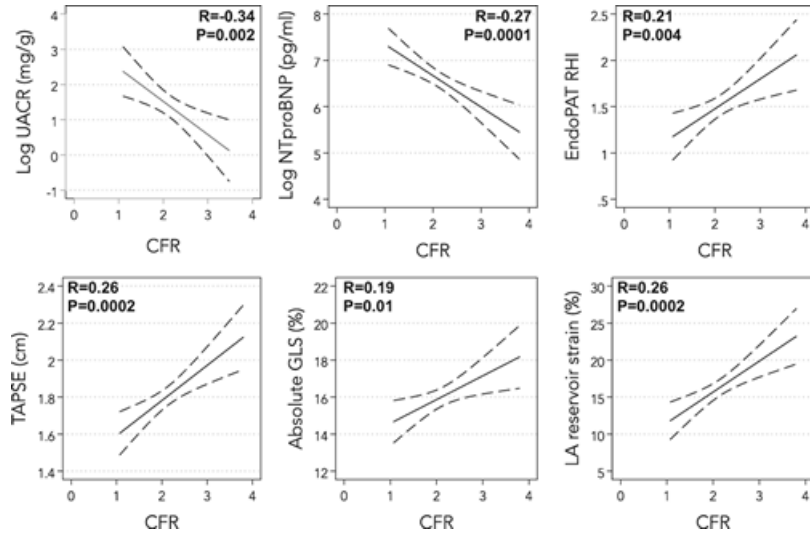 R=-0.34
P=0.002
Log UACR (mg/g)
4
3
2
1
0
-1
0 1 2 3 4
CFR
R=-0.27
P=0.0001
Log NTproBNP (pg/ml)
8
7
6
5
4
0 1 2 3 4
CFR
R=0.21
P=0.004
EndoPAT RHI
2.5
2
1.5
1
.5
0 1 2 3 4
CFR
R=0.26
P=0.0002
TAPSE (cm)
2.4
2.2
2
1.8
1.6
1.4
0 1 2 3 4
CFR
R=0.19
P=0.01
Absolute GLS (%)
22
20
18
16
14
12
0 1 2 3 4
CFR
R=0.26
P=0.0002
LA reservoir strain (%)
30
25
20
15
10
5
0 1 2 3 4
CFR